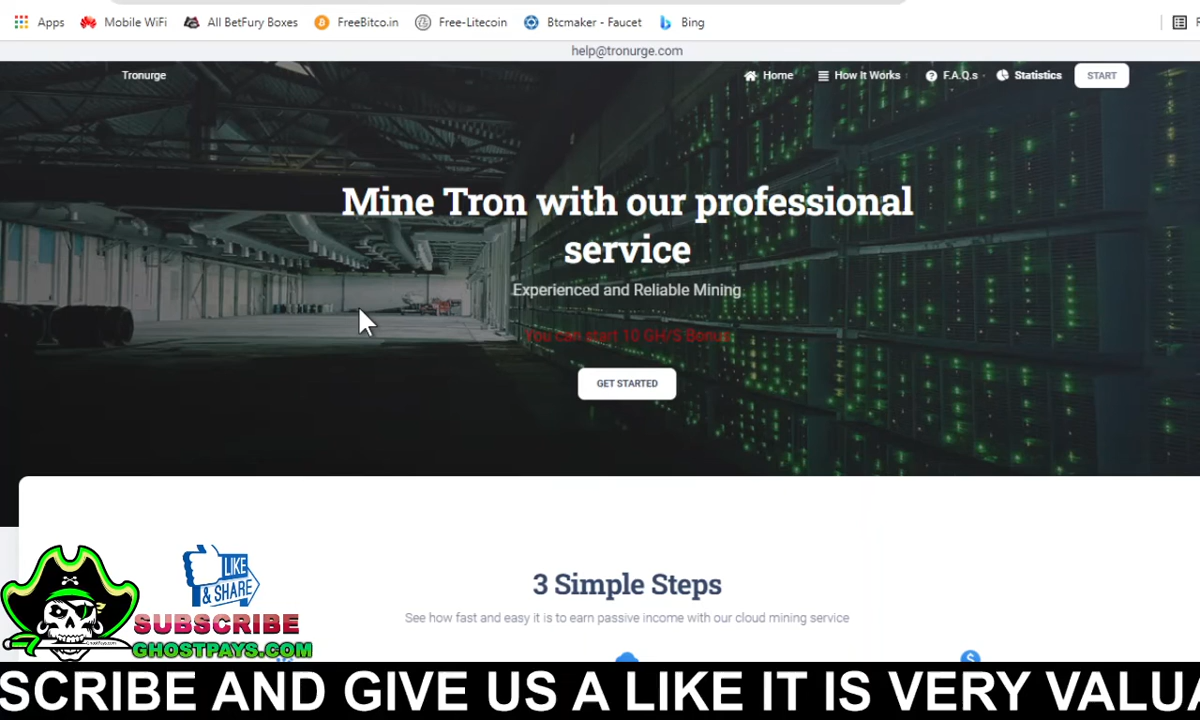 Apps Mobile WiFi All BetFury Boxes FreeBitco.in Free-Litecoin Btcmaker - Faucet Bing
help@tronurge.com
Tronurge Home How It Works F.A.Q.s Statistics START
Mine Tron with our professional
service
Experienced and Reliable Mining
You can start 10 GH/S Bonus
GET STARTED
3 Simple Steps
See how fast and easy it is to earn passive income with our cloud mining service
LIKE
& SHARE
SUBSCRIBE
GHOSTPAYS.COM
SCRIBE AND GIVE US A LIKE IT IS VERY VALUA